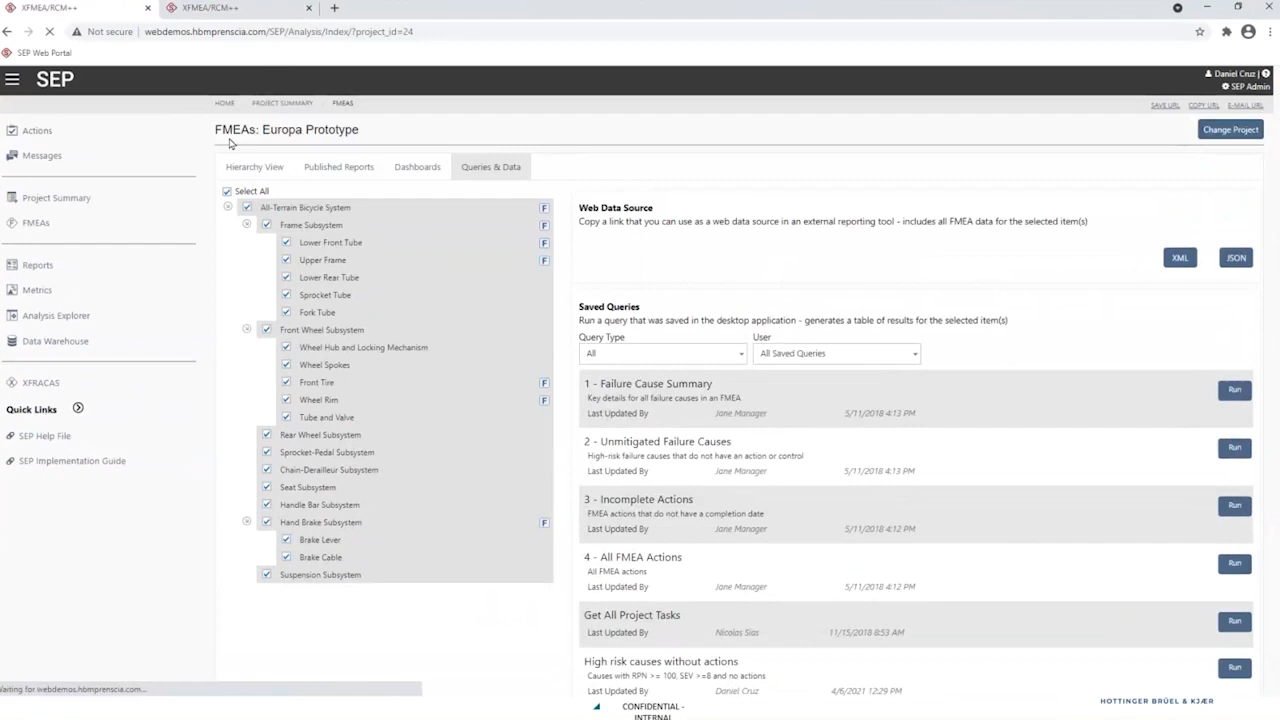 XFMEA/RCM++
XFMEA/RCM++
Not secure webdemos.hbmprenscia.com/SEP/Analysis/Index/?project_id=24
SEP Web Portal
SEP
Daniel Cruz |
SEP Admin
HOME PROJECT SUMMARY FMEAS
SAVE URL COPY URL E-MAIL URL
Actions
Messages
Project Summary
FMEAs
Reports
Metrics
Analysis Explorer
Data Warehouse
XFRACAS
Quick Links
SEP Help File
SEP Implementation Guide
FMEAs: Europa Prototype
Change Project
Hierarchy View Published Reports Dashboards Queries & Data
Select All
All-Terrain Bicycle System F
Frame Subsystem F
Lower Front Tube F
Upper Frame F
Lower Rear Tube
Sprocket Tube
Fork Tube
Front Wheel Subsystem
Wheel Hub and Locking Mechanism
Wheel Spokes
Front Tire F
Wheel Rim F
Tube and Valve
Rear Wheel Subsystem
Sprocket-Pedal Subsystem
Chain-Derailleur Subsystem
Seat Subsystem
Handle Bar Subsystem
Hand Brake Subsystem F
Brake Lever
Brake Cable
Suspension Subsystem
Web Data Source
Copy a link that you can use as a web data source in an external reporting tool - includes all FMEA data for the selected item(s)
XML JSON
Saved Queries
Run a query that was saved in the desktop application - generates a table of results for the selected item(s)
Query Type User
All All Saved Queries
1 - Failure Cause Summary Run
Key details for all failure causes in an FMEA
Last Updated By Jane Manager 5/11/2018 4:13 PM
2 - Unmitigated Failure Causes Run
High-risk failure causes that do not have an action or control
Last Updated By Jane Manager 5/11/2018 4:13 PM
3 - Incomplete Actions Run
FMEA actions that do not have a completion date
Last Updated By Jane Manager 5/11/2018 4:12 PM
4 - All FMEA Actions Run
All FMEA actions
Last Updated By Jane Manager 5/11/2018 4:12 PM
Get All Project Tasks Run
Last Updated By Nicolas Sias 11/15/2018 8:53 AM
High risk causes without actions Run
Causes with RPN >= 100, SEV >=8 and no actions
Last Updated By Daniel Cruz 4/6/2021 12:29 PM
for webdemos.hbmprenscia.com...
CONFIDENTIAL -
INTERNAL
HOTTINGER BRÜEL & KJÆR